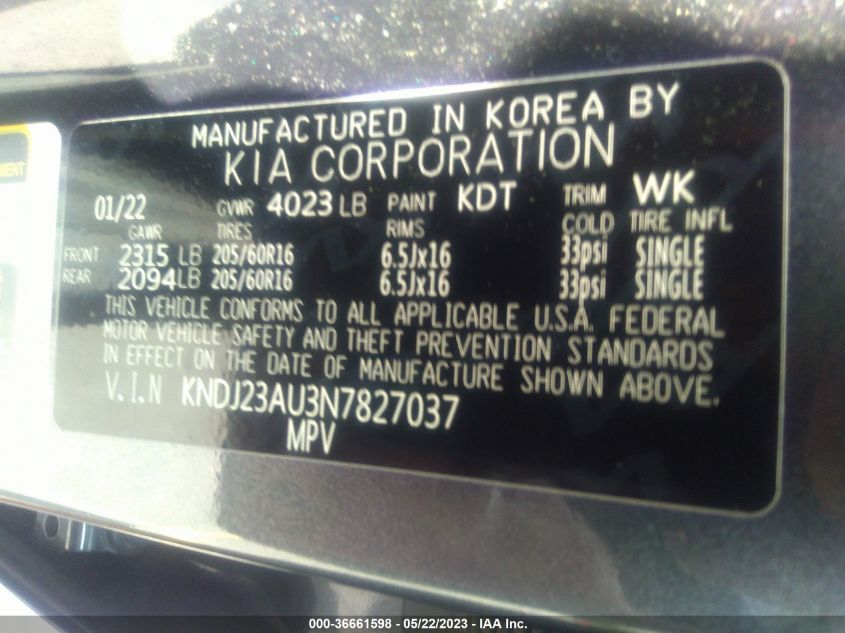 MENT
MANUFACTURED IN KOREA BY
KIA CORPORATION
01/22 GVWR 4023 LB PAINT KDT TRIM WK
GAWR TIRES RIMS COLD TIRE INFL
FRONT 2315 LB 205/60R16 6.5Jx16 33psi SINGLE
REAR 2094 LB 205/60R16 6.5Jx16 33psi SINGLE
THIS VEHICLE CONFORMS TO ALL APPLICABLE U.S.A. FEDERAL
MOTOR VEHICLE SAFETY AND THEFT PREVENTION STANDARDS
IN EFFECT ON THE DATE OF MANUFACTURE SHOWN ABOVE.
V.I.N KNDJ23AU3N7827037
MPV
000-36661598 - 05/22/2023 - IAA Inc.